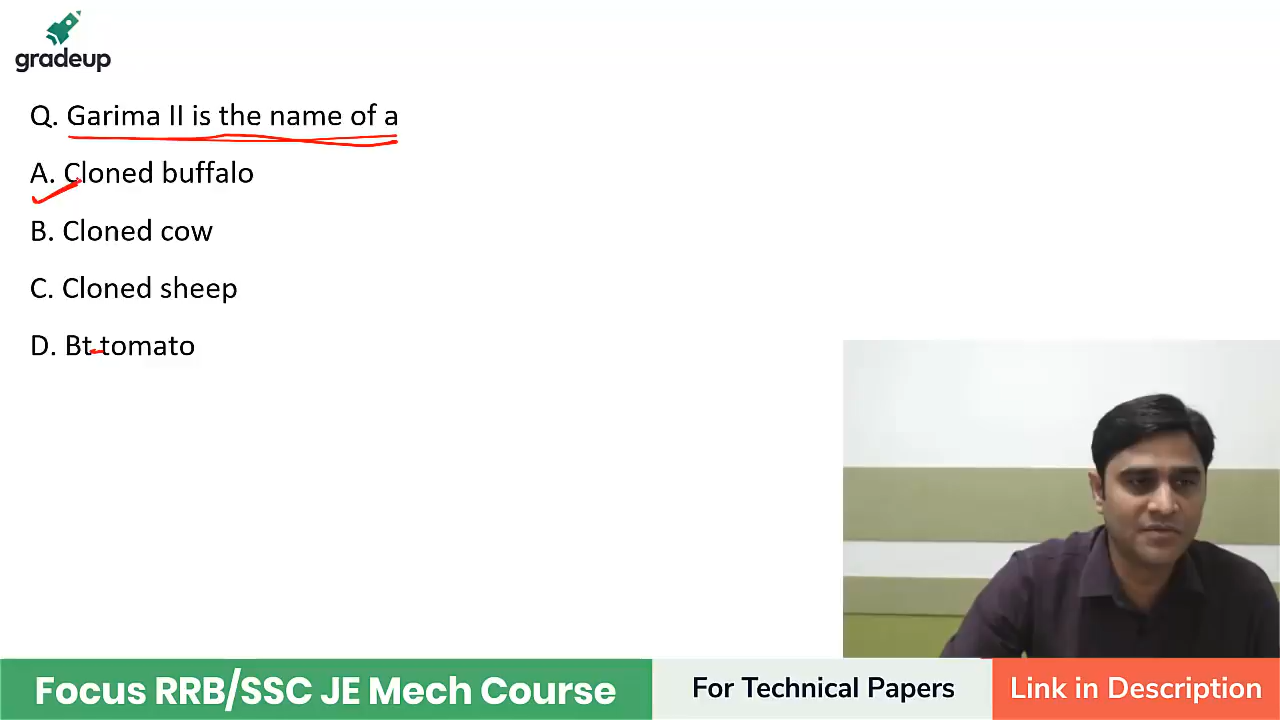 gradeup
Q. Garima II is the name of a
A. Cloned buffalo
B. Cloned cow
C. Cloned sheep
D. Bt tomato
Focus RRB/SSC JE Mech Course
For Technical Papers
Link in Description